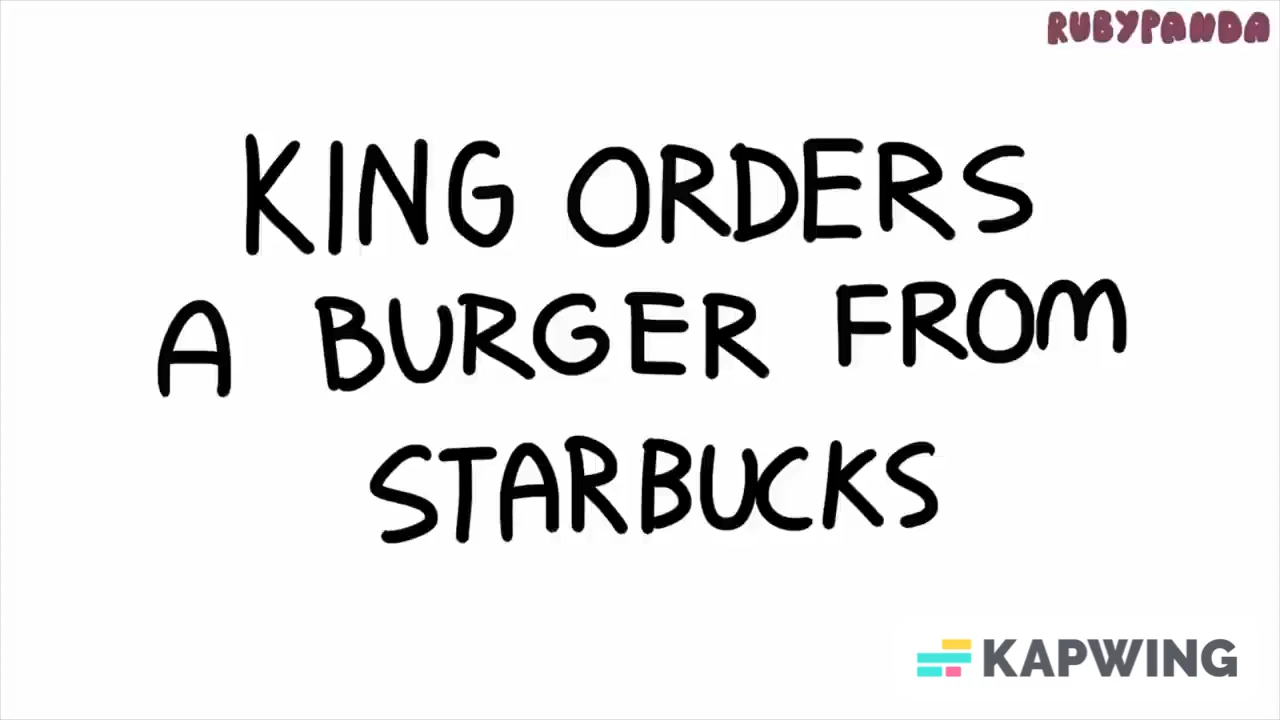 RUBYPANDA
KING ORDERS
A BURGER FROM
STARBUCKS
KAPWING